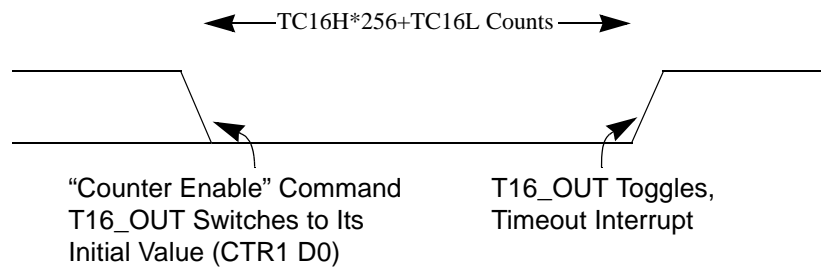 TC16H*256+TC16L Counts
“Counter Enable” Command
T16_OUT Switches to Its
Initial Value (CTR1 D0)
T16_OUT Toggles,
Timeout Interrupt